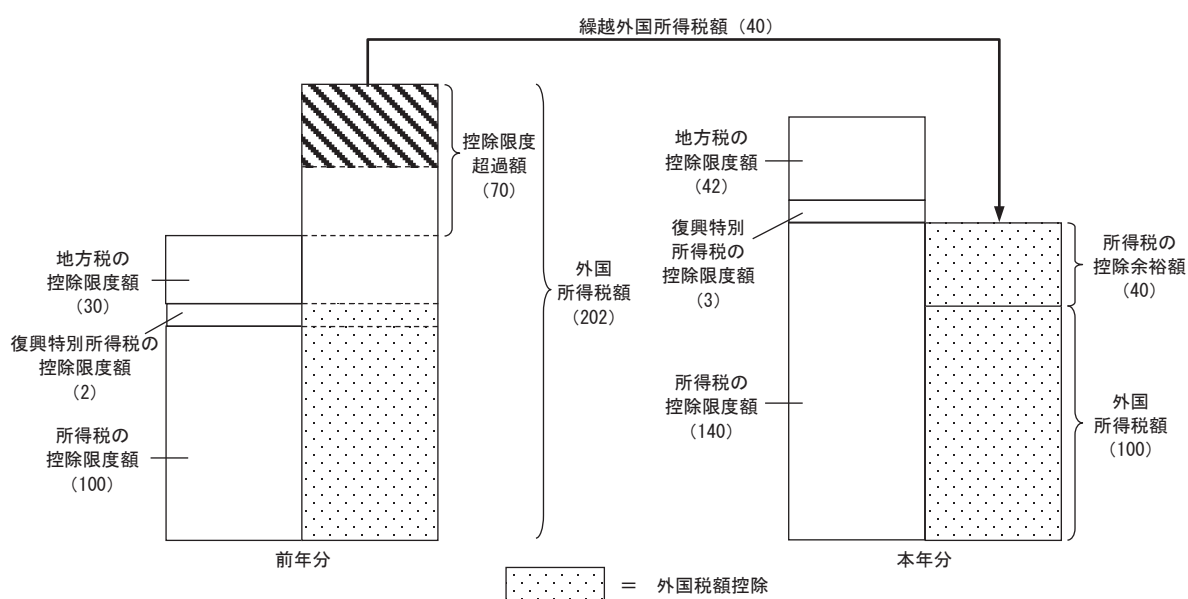 繰越外国所得税額（40）
控除限度
超過額
（70）
地方税の
控除限度額
（30）
復興特別所得税の
控除限度額
（2）
所得税の
控除限度額
（100）
外国
所得税額
（202）
前年分
地方税の
控除限度額
（42）
復興特別
所得税の
控除限度額
（3）
所得税の
控除限度額
（140）
所得税の
控除余裕額
（40）
外国
所得税額
（100）
本年分
＝ 外国税額控除